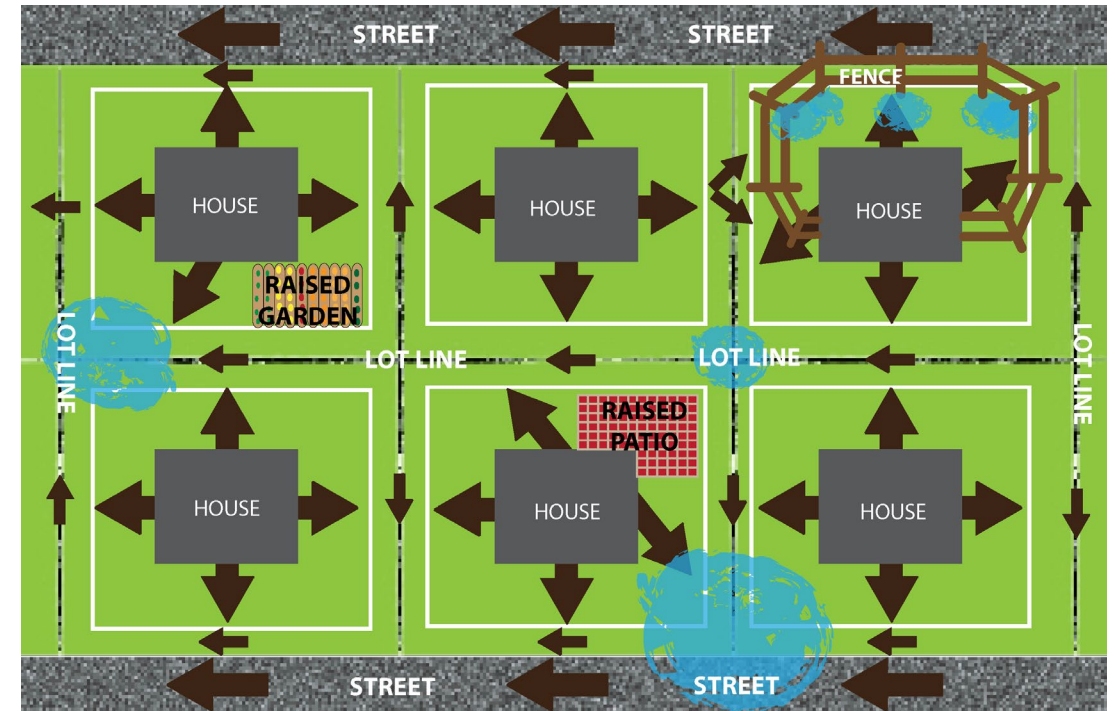 STREET
STREET
FENCE
HOUSE
HOUSE
HOUSE
RAISED
GARDEN
LOT LINE
LOT LINE
LOT LINE
LOT LINE
RAISED
PATIO
HOUSE
HOUSE
HOUSE
STREET
STREET